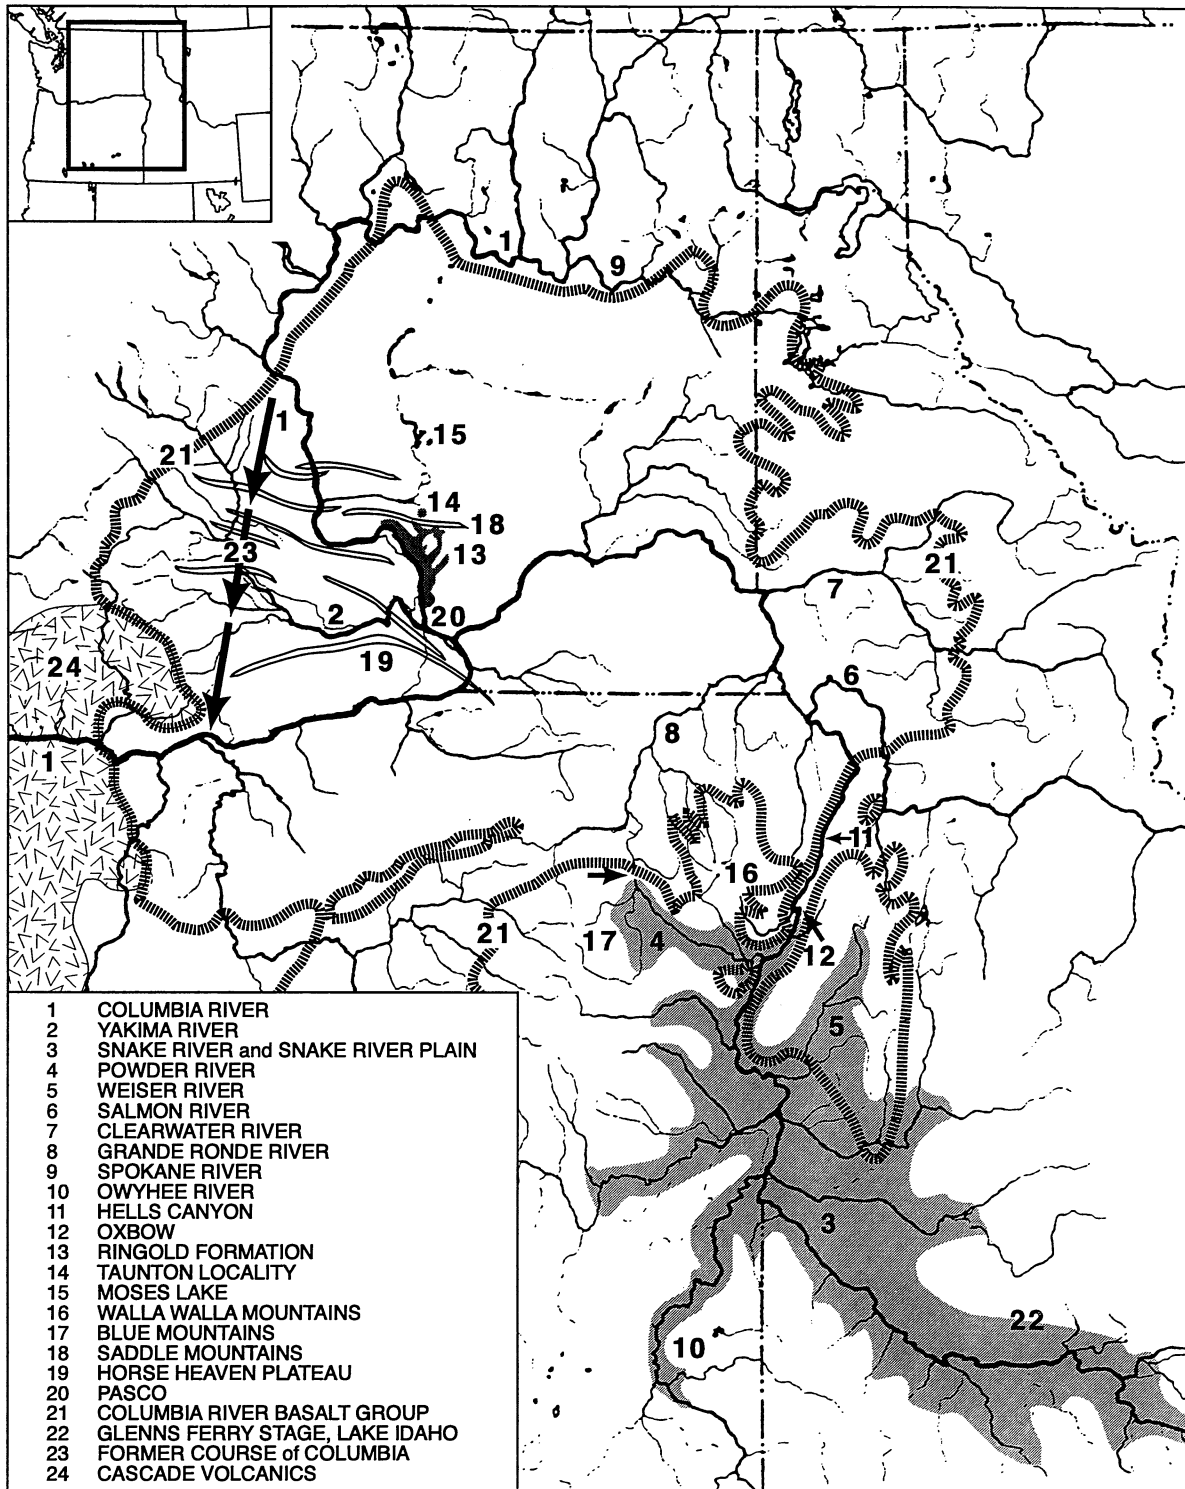 1
9
1
15
21
14
18
13
23
21
7
2
20
19
24
6
8
1
11
16
21
17
4
12
5
3
22
10
1 COLUMBIA RIVER
2 YAKIMA RIVER
3 SNAKE RIVER and SNAKE RIVER PLAIN
4 POWDER RIVER
5 WEISER RIVER
6 SALMON RIVER
7 CLEARWATER RIVER
8 GRANDE RONDE RIVER
9 SPOKANE RIVER
10 OWYHEE RIVER
11 HELLS CANYON
12 OXBOW
13 RINGOLD FORMATION
14 TAUNTON LOCALITY
15 MOSES LAKE
16 WALLA WALLA MOUNTAINS
17 BLUE MOUNTAINS
18 SADDLE MOUNTAINS
19 HORSE HEAVEN PLATEAU
20 PASCO
21 COLUMBIA RIVER BASALT GROUP
22 GLENNS FERRY STAGE, LAKE IDAHO
23 FORMER COURSE of COLUMBIA
24 CASCADE VOLCANICS